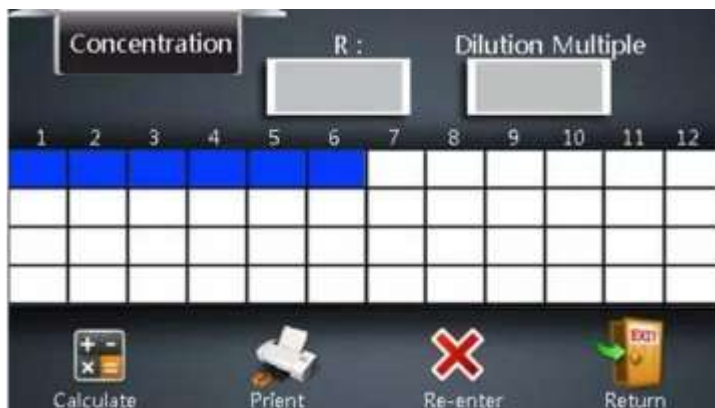 Concentration R : Dilution Multiple
1 2 3 4 5 6 7 8 9 10 11 12
EXIT
Calculate Prient Re-enter Return